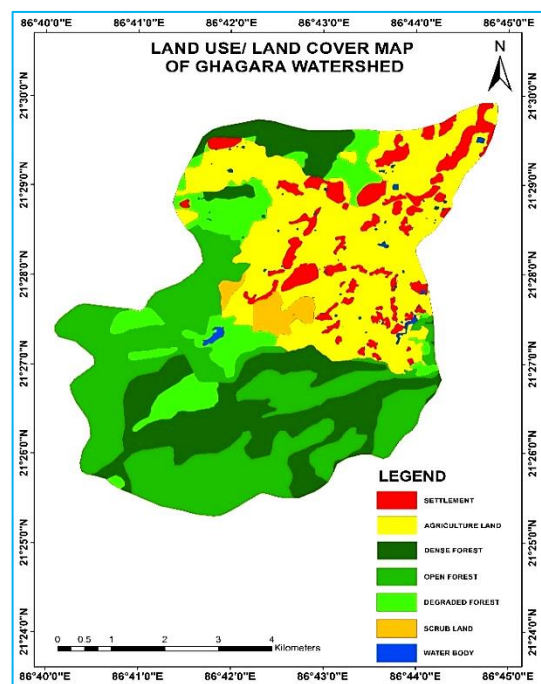 86°40'0"E 86°41'0"E 86°42'0"E 86°43'0"E 86°44'0"E 86°45'0"E
LAND USE/ LAND COVER MAP
OF GHAGARA WATERSHED
N
21°30'0"N 21°30'0"N
21°29'0"N 21°29'0"N
21°28'0"N 21°28'0"N
21°27'0"N 21°27'0"N
21°26'0"N 21°26'0"N
LEGEND
SETTLEMENT
AGRICULTURE LAND
21°25'0"N 21°25'0"N
DENSE FOREST
OPEN FOREST
DEGRADED FOREST
21°24'0"N 21°24'0"N
SCRUB LAND
0 0.5 1 2 3 4
Kilometers
WATER BODY
86°40'0"E 86°41'0"E 86°42'0"E 86°43'0"E 86°44'0"E 86°45'0"E